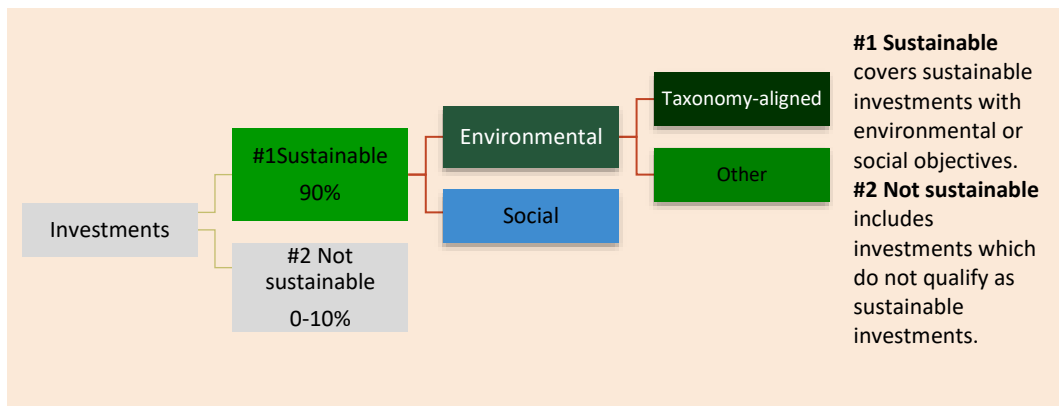 Investments
#1Sustainable
90%
#2 Not
sustainable
0-10%
Environmental
Social
Taxonomy-aligned
Other
#1 Sustainable
covers sustainable
investments with
environmental or
social objectives.
#2 Not sustainable
includes
investments which
do not qualify as
sustainable
investments.